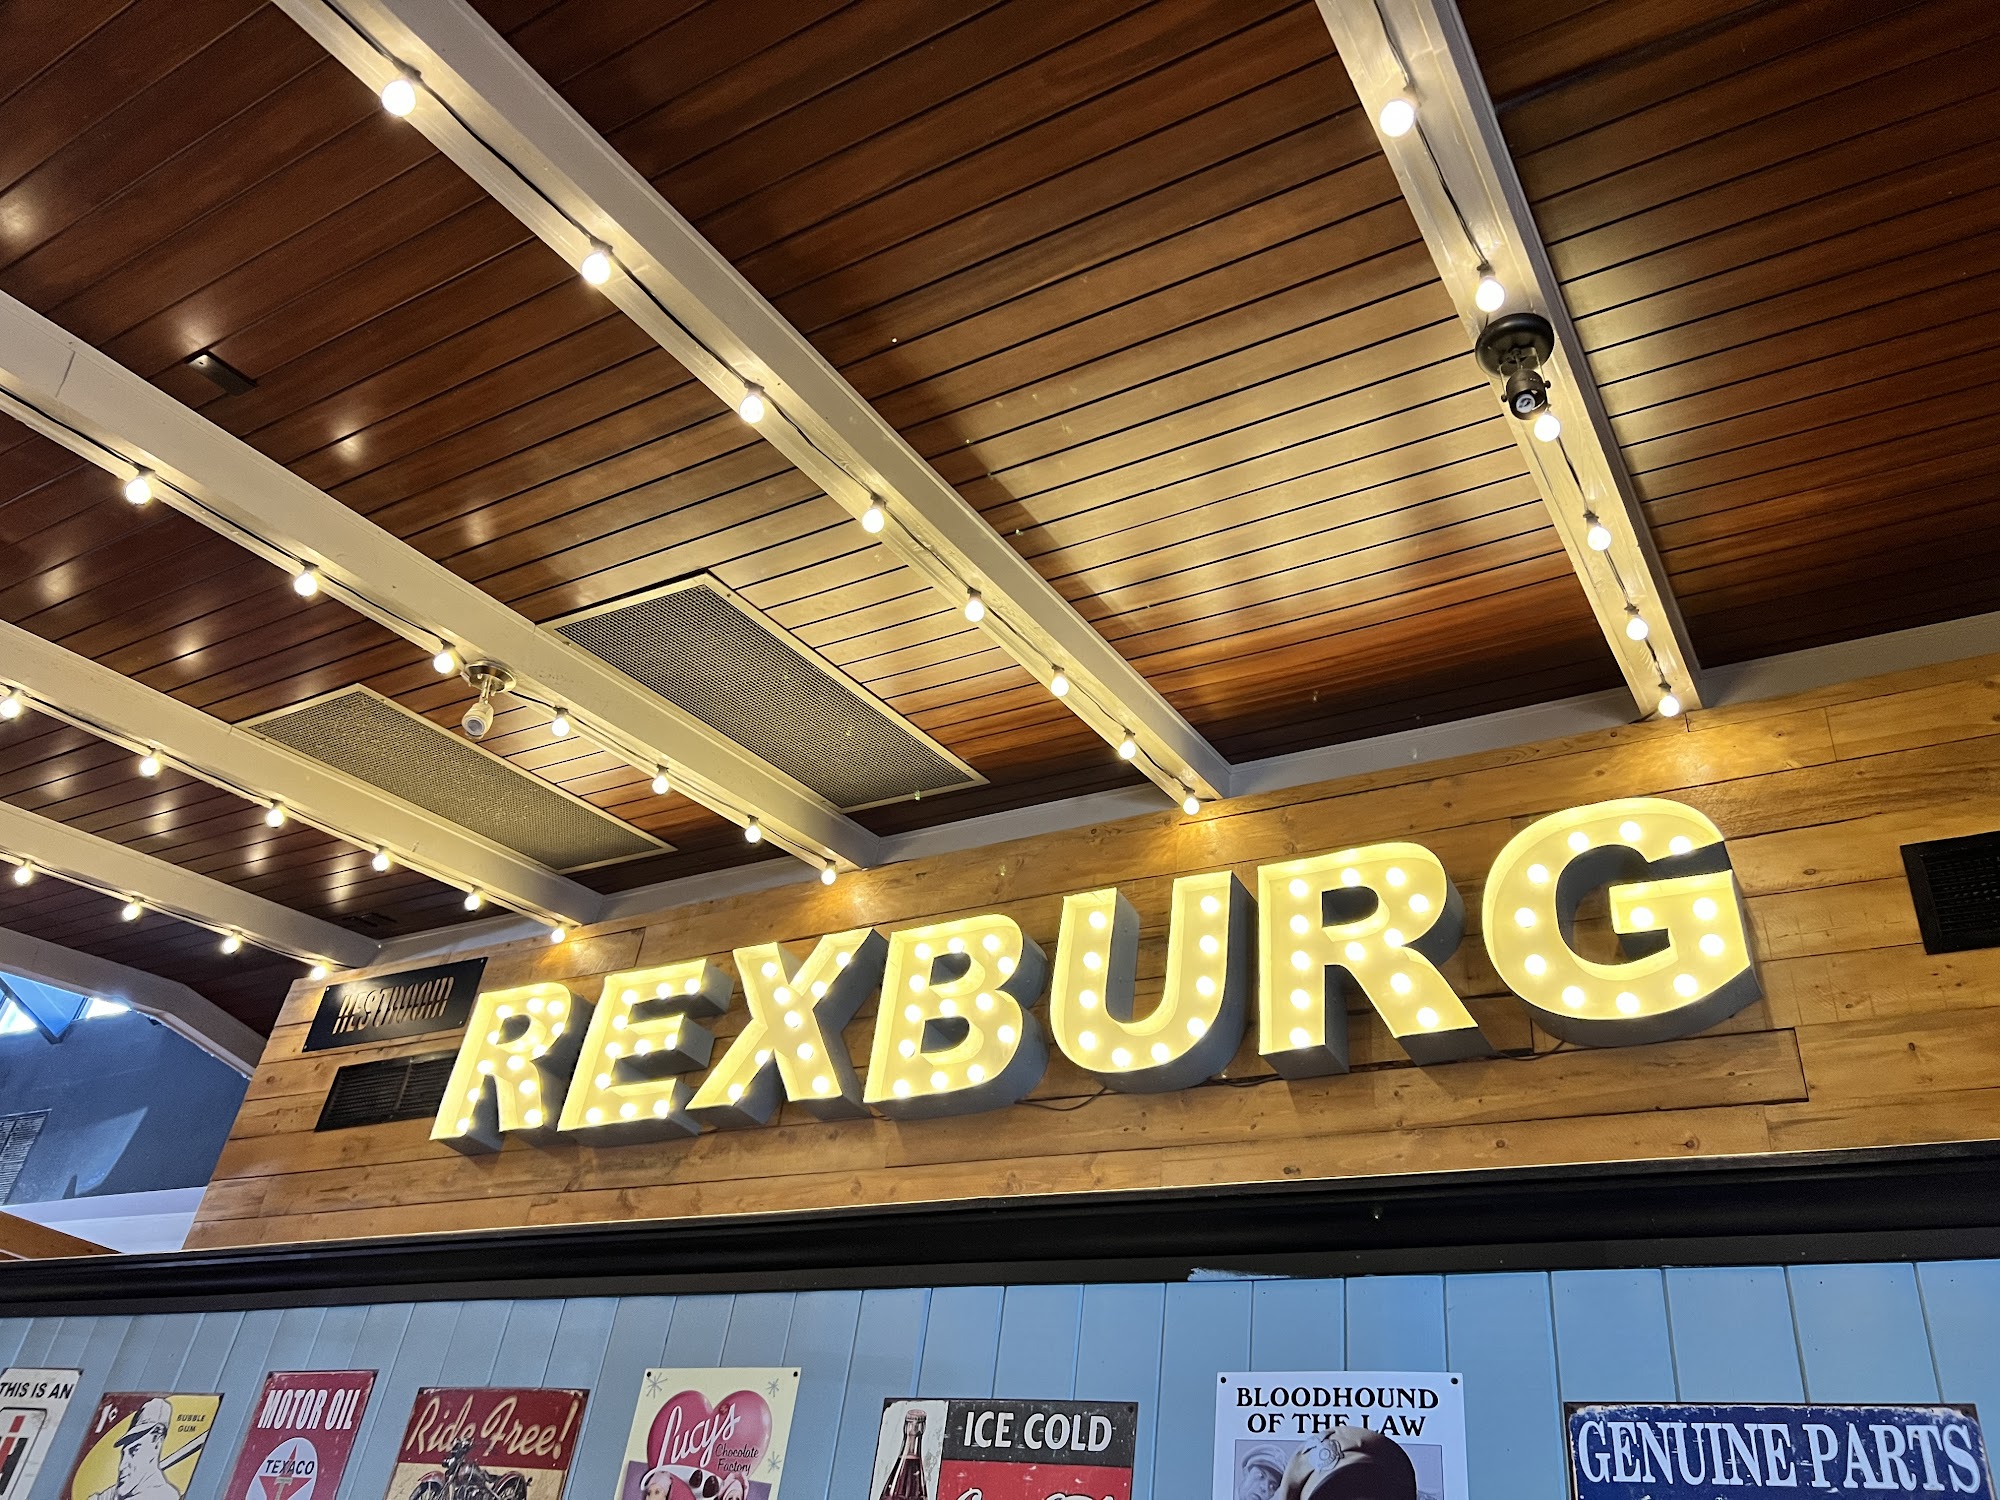 RESTROOM
REXBURG
THIS IS AN
1¢
BUBBLE
GUM
MOTOR OIL
TEXACO
Ride Free!
Lucy's
Chocolate
Factory
ICE COLD
BLOODHOUND
OF THE LAW
GENUINE PARTS